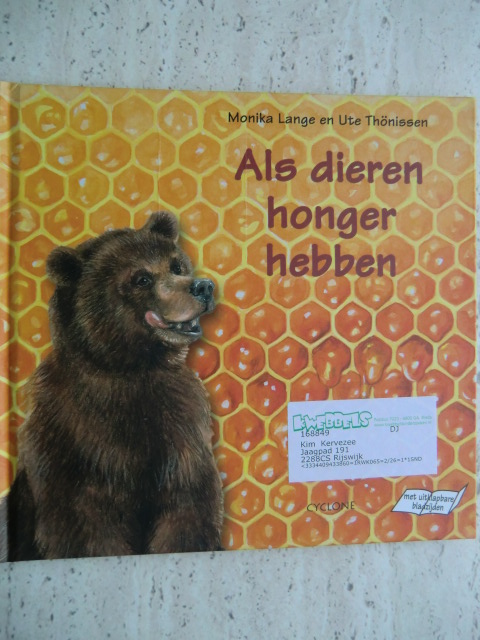 Monika Lange en Ute Thönissen
Als dieren
honger
hebben
KWEBBELS
168849
DJ
Kim Kervezee
Jaagpad 191
2288CS Rijswijk
CYCLONE
met uitklapbare
bladzijden